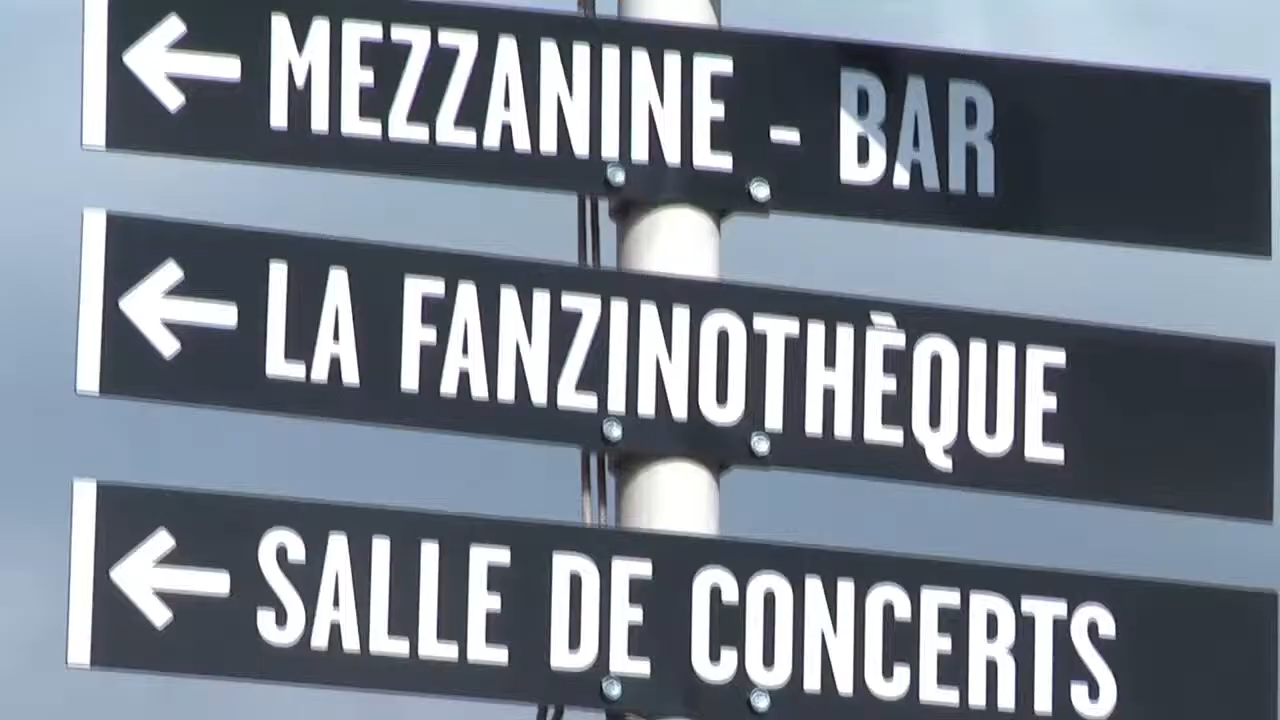 ← MEZZANINE - BAR
← LA FANZINOTHÈQUE
← SALLE DE CONCERTS